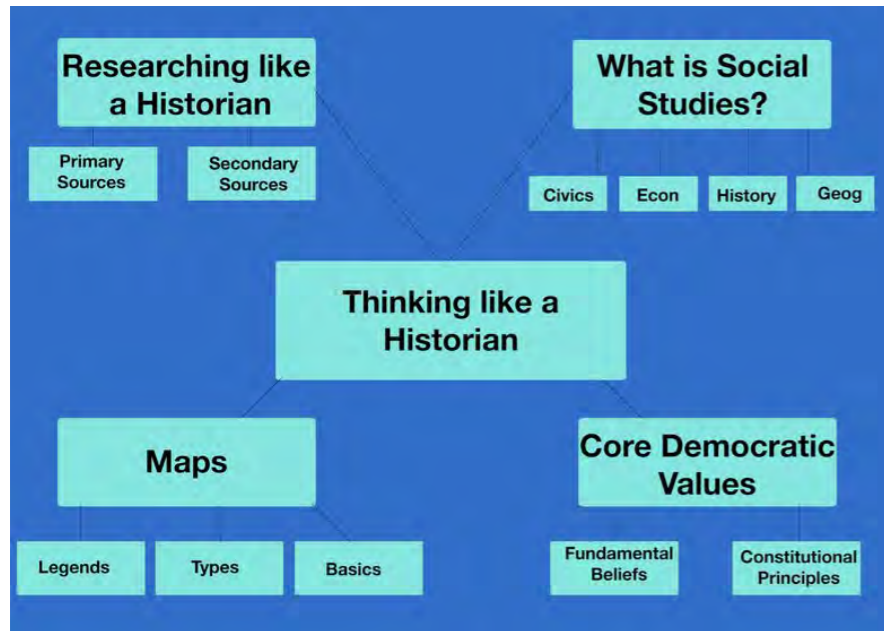 Researching like
a Historian
Primary
Sources
Secondary
Sources
What is Social
Studies?
Civics
Econ
History
Geog
Thinking like a
Historian
Maps
Legends
Types
Basics
Core Democratic
Values
Fundamental
Beliefs
Constitutional
Principles